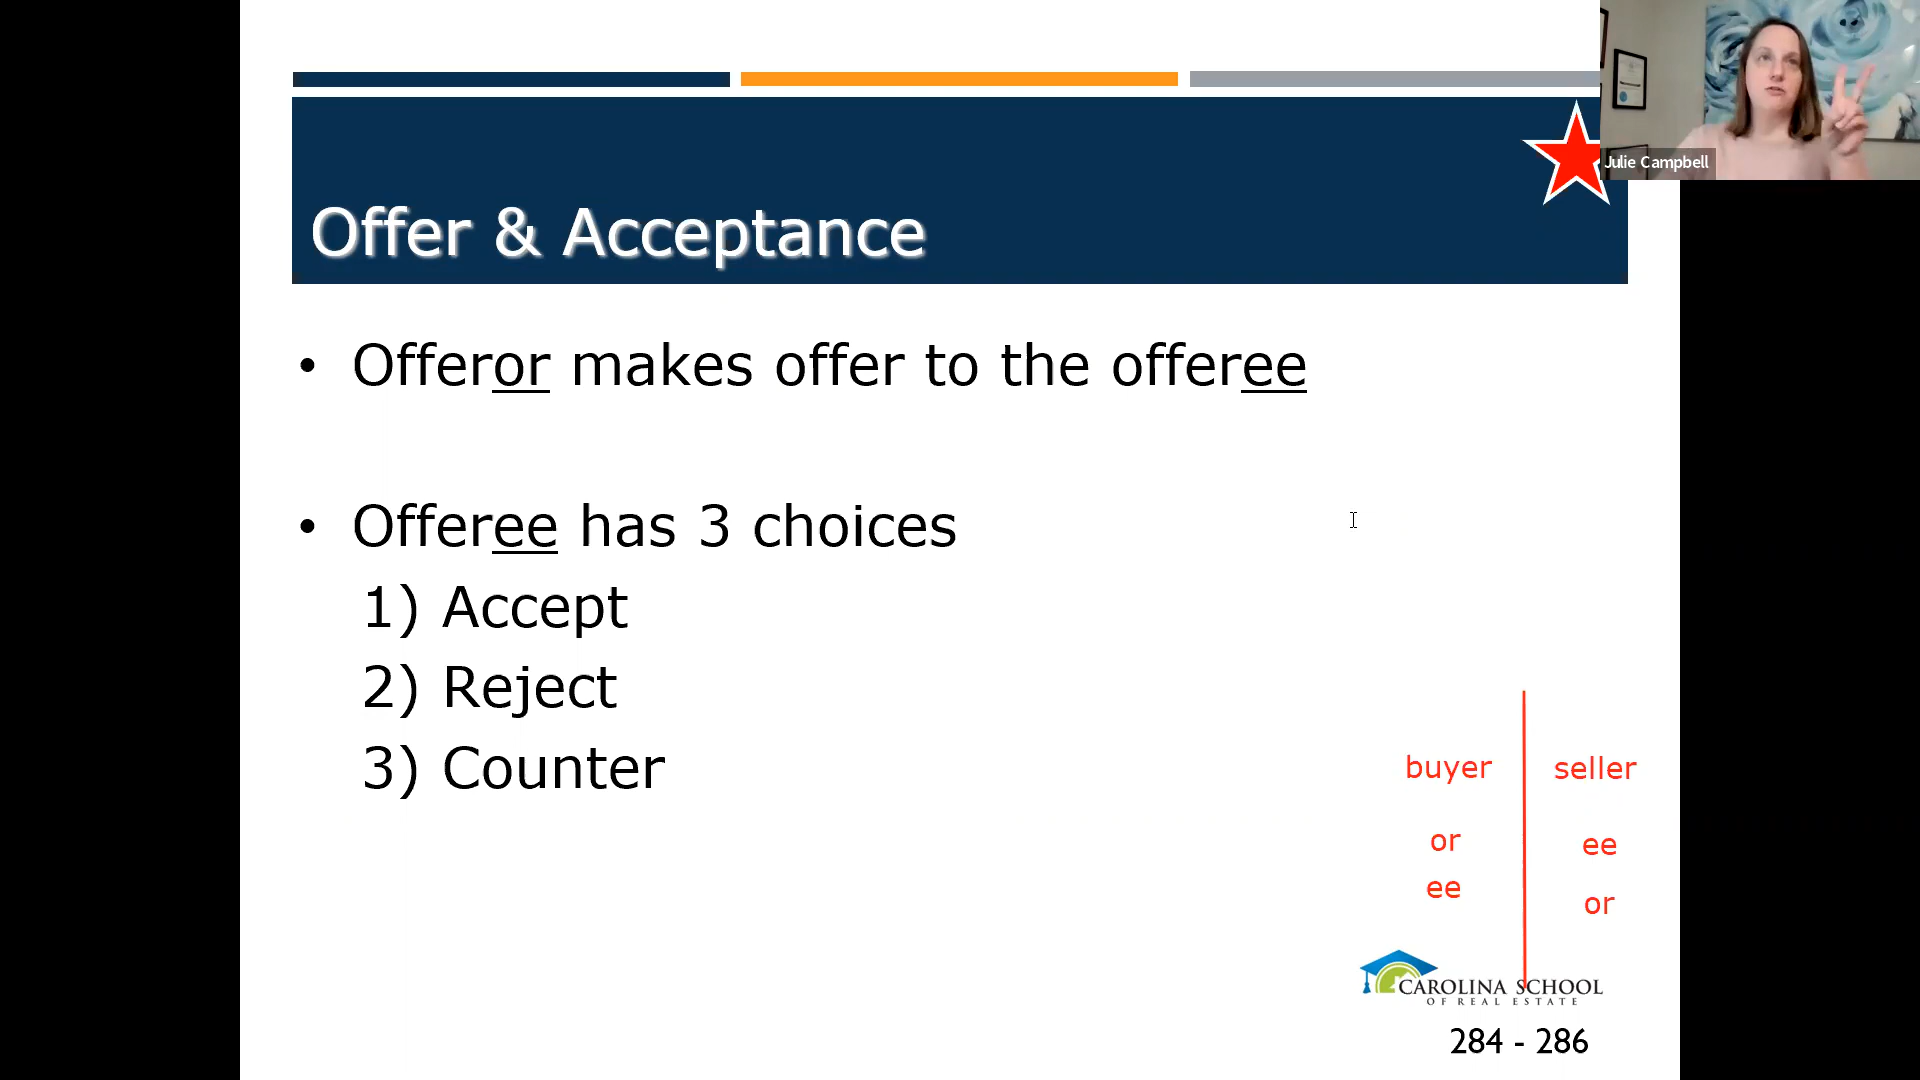 Julie Campbell
Offer & Acceptance
• Offeror makes offer to the offeree
• Offeree has 3 choices
1) Accept
2) Reject
3) Counter
buyer seller
or ee
ee or
CAROLINA SCHOOL
OF REAL ESTATE
284 - 286